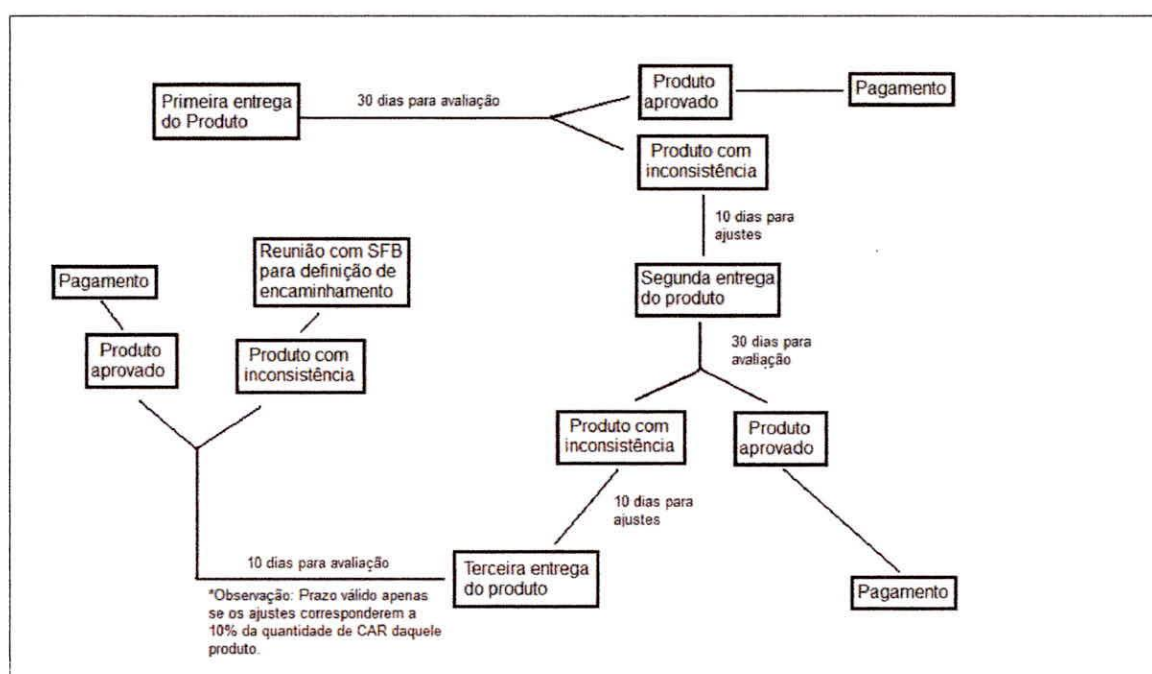 Primeira entrega
do Produto
30 dias para avaliação
Produto
aprovado
Pagamento
Produto com
inconsistência
10 dias para
ajustes
Segunda entrega
do produto
30 dias para
avaliação
Produto com
inconsistência
Produto
aprovado
Pagamento
10 dias para
ajustes
Terceira entrega
do produto
10 dias para avaliação
*Observação: Prazo válido apenas
se os ajustes corresponderem a
10% da quantidade de CAR daquele
produto.
Produto
aprovado
Pagamento
Produto com
inconsistência
Reunião com SFB
para definição de
encaminhamento